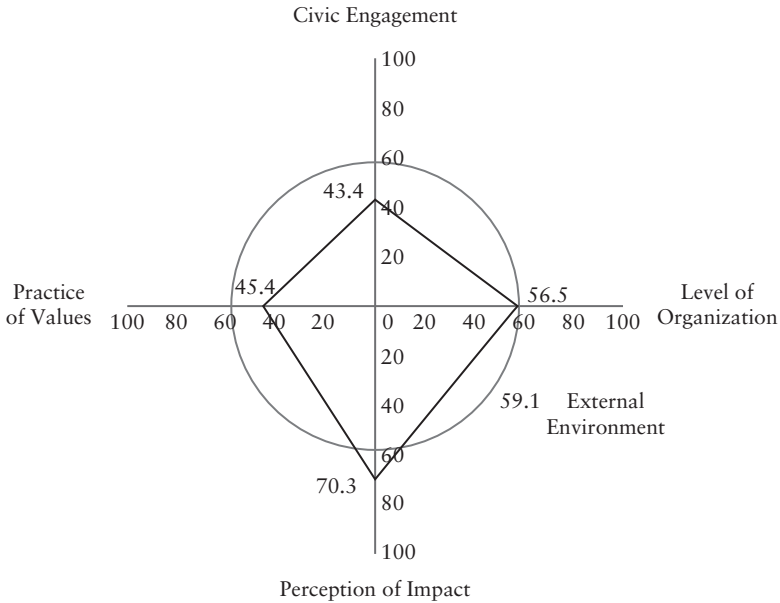 Civic Engagement
100
80
60
43.4
40
20
45.4
56.5
Practice
of Values
100 80 60 40 20 0 20 40 60 80 100
Level of
Organization
20
40
59.1 External
Environment
60
70.3
80
100
Perception of Impact